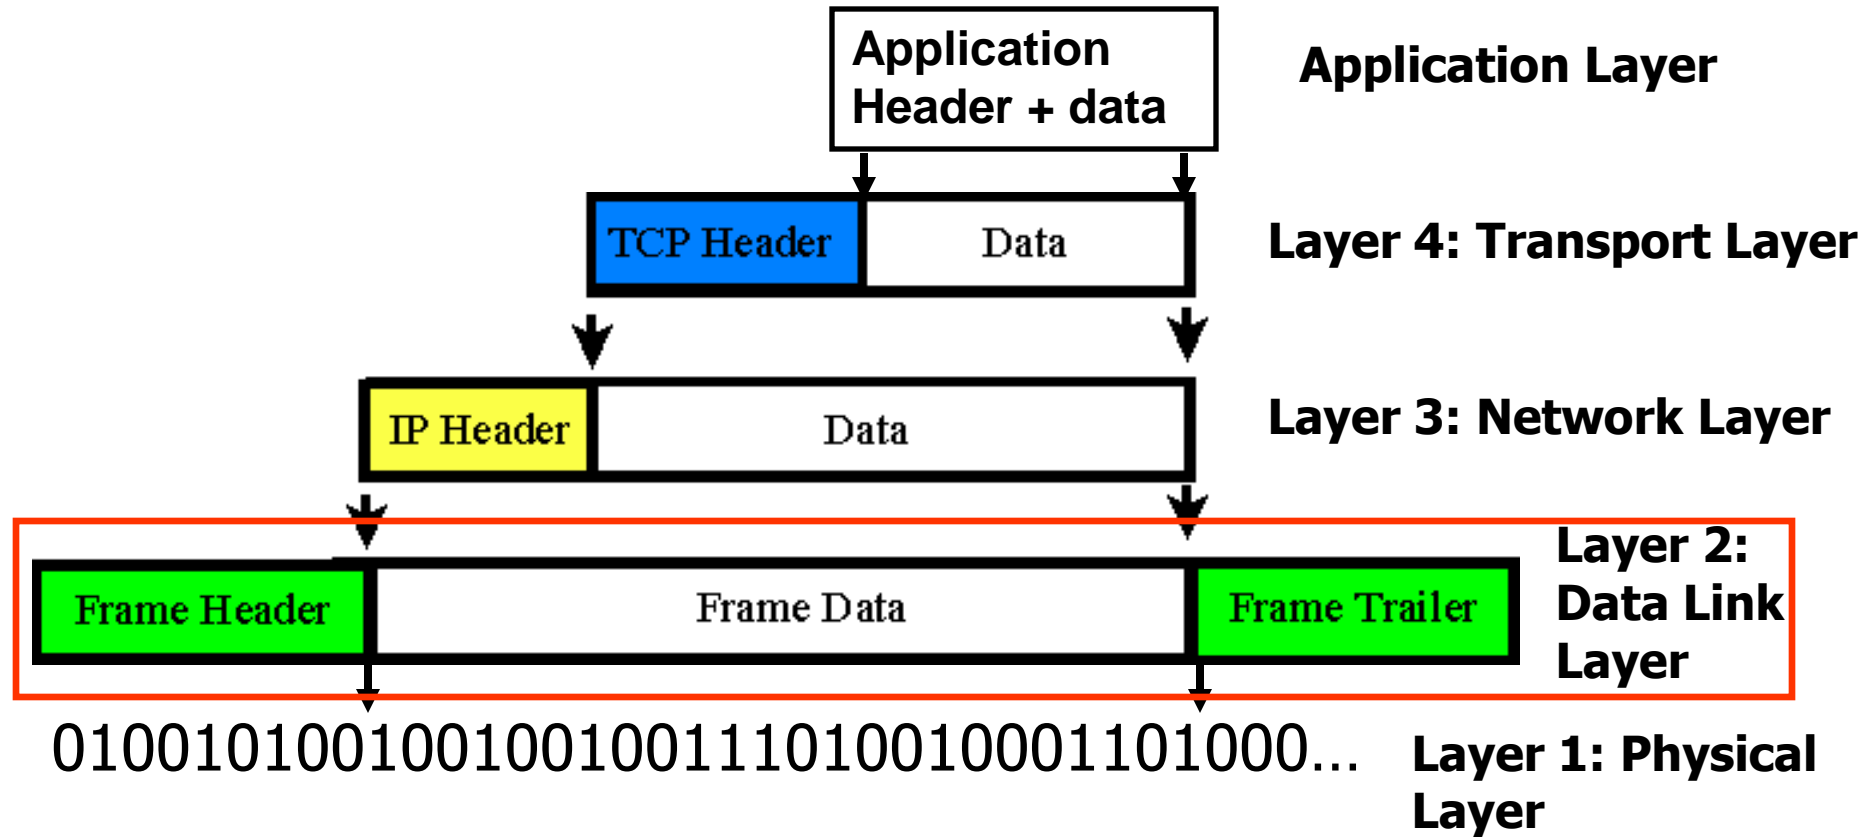 Application
Header + data
Application Layer
TCP Header
Data
Layer 4: Transport Layer
IP Header
Data
Layer 3: Network Layer
Frame Header
Frame Data
Frame Trailer
Layer 2:
Data Link
Layer
010010100100100100111010010001101000...
Layer 1: Physical
Layer